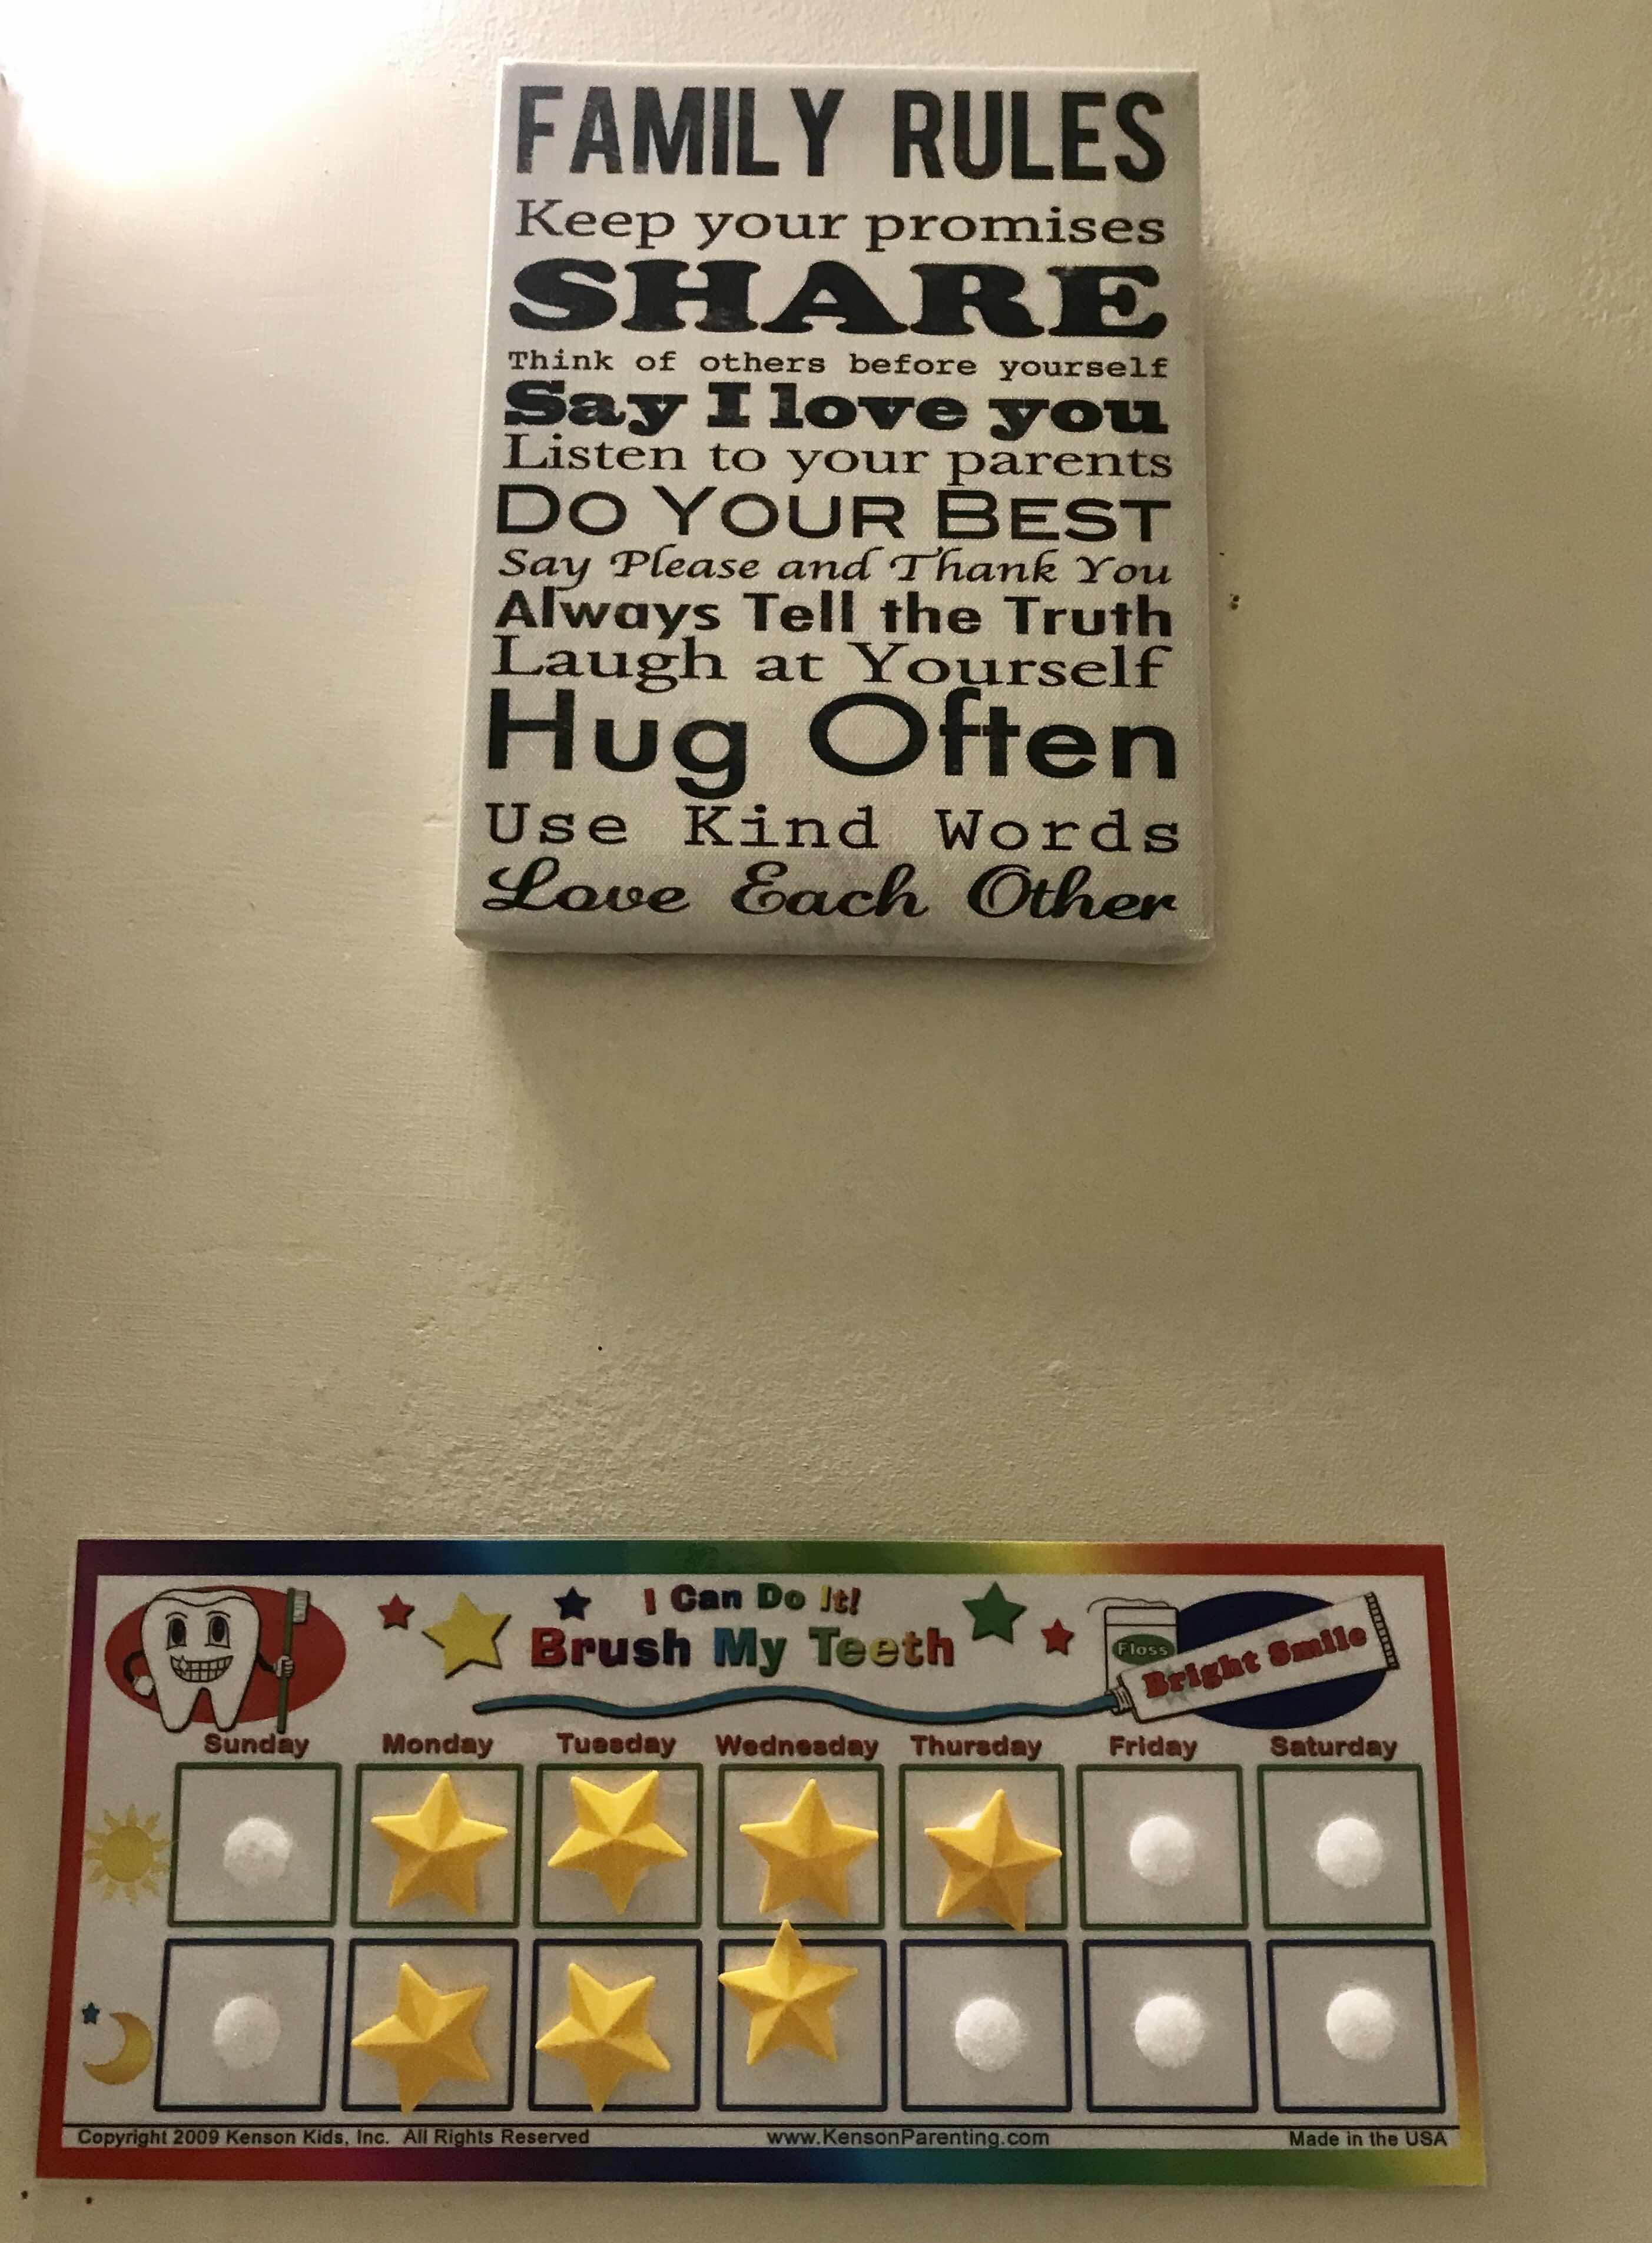 FAMILY RULES
Keep your promises
SHARE
Think of others before yourself
Say I love you
Listen to your parents
DO YOUR BEST
Say Please and Thank You
Always Tell the Truth
Laugh at Yourself
Hug Often
Use Kind Words
Love Each Other
I Can Do It!
Brush My Teeth
Floss
Bright Smile
Sunday Monday Tuesday Wednesday Thursday Friday Saturday
Copyright 2009 Kenson Kids, Inc. All Rights Reserved www.KensonParenting.com Made in the USA